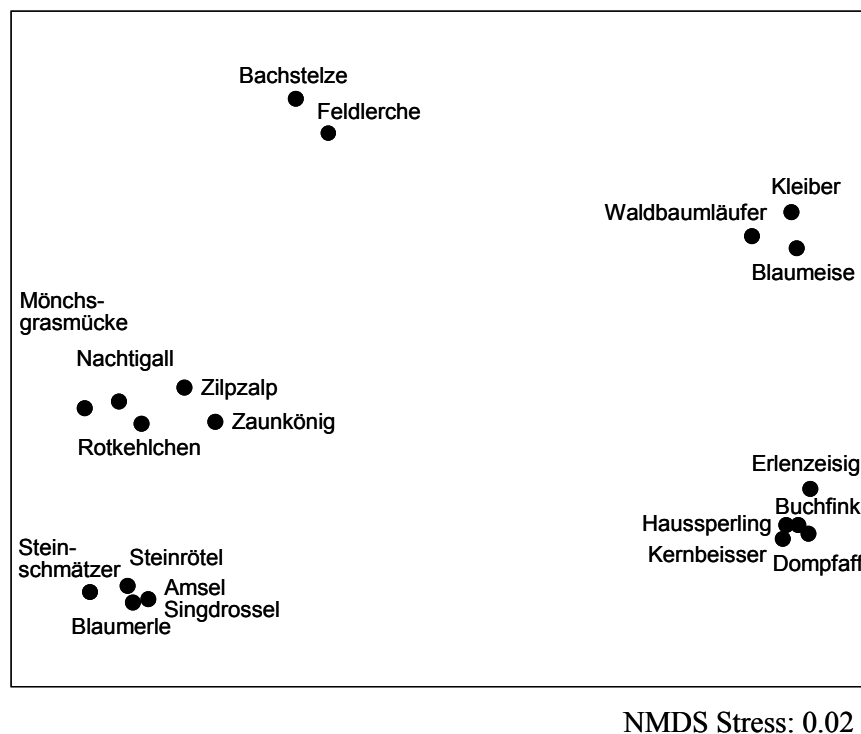 Bachstelze
Feldlerche
Kleiber
Waldbaumläufer
Blaumeise
Mönchs-
grasmücke
Nachtigall
Zilpzalp
Zaunkönig
Rotkehlchen
Erlenzeisig
Buchfink
Haussperling
Kernbeisser
Dompfaff
Stein-
schmätzer
Steinrötel
Amsel
Singdrossel
Blaumerle
NMDS Stress: 0.02